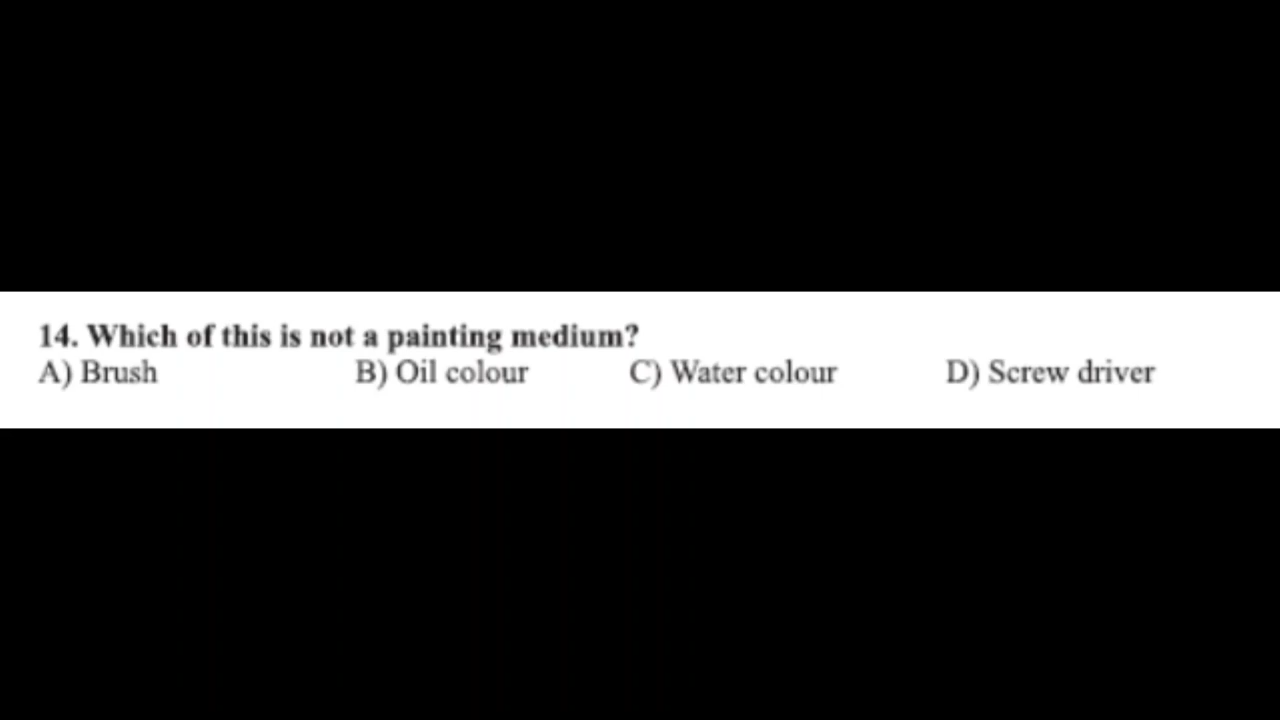 14. Which of this is not a painting medium?
A) Brush B) Oil colour C) Water colour D) Screw driver